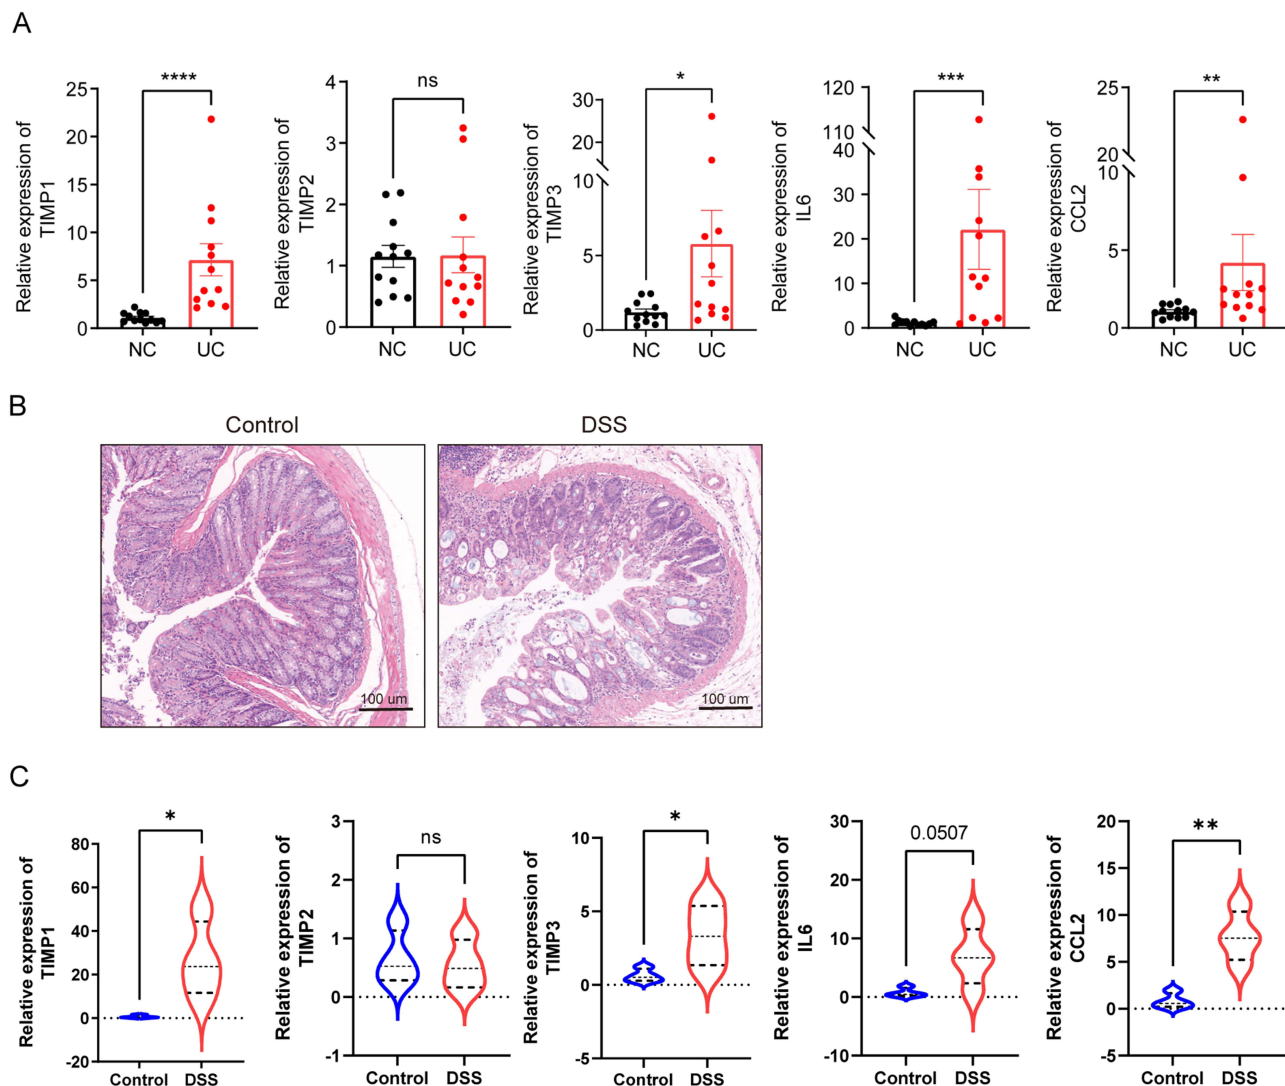 A
Relative expression of
TIMP1
25
20
15
10
5
0
****
NC
UC
Relative expression of
TIMP2
4
3
2
1
0
ns
NC
UC
Relative expression of
TIMP3
30
20
10
5
0
*
NC
UC
Relative expression of
IL6
120
110
40
30
20
10
0
***
NC
UC
Relative expression of
CCL2
25
20
10
5
0
**
NC
UC
B
Control
DSS
100 um
100 um
C
Relative expression of
TIMP1
80
60
40
20
0
-20
*
Control
DSS
Relative expression of
TIMP2
3
2
1
0
-1
ns
Control
DSS
Relative expression of
TIMP3
10
5
0
-5
*
Control
DSS
Relative expression of
IL6
30
20
10
0
-10
0.0507
Control
DSS
Relative expression of
CCL2
20
15
10
5
0
-5
**
Control
DSS